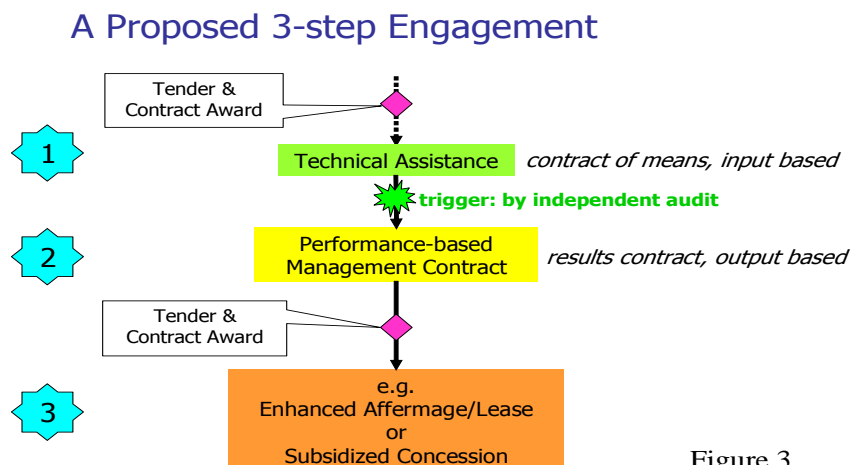 A Proposed 3-step Engagement
Tender &
Contract Award
1
Technical Assistance
contract of means, input based
trigger: by independent audit
2
Performance-based
Management Contract
results contract, output based
Tender &
Contract Award
3
e.g.
Enhanced Affermage/Lease
or
Subsidized Concession
Figure 3